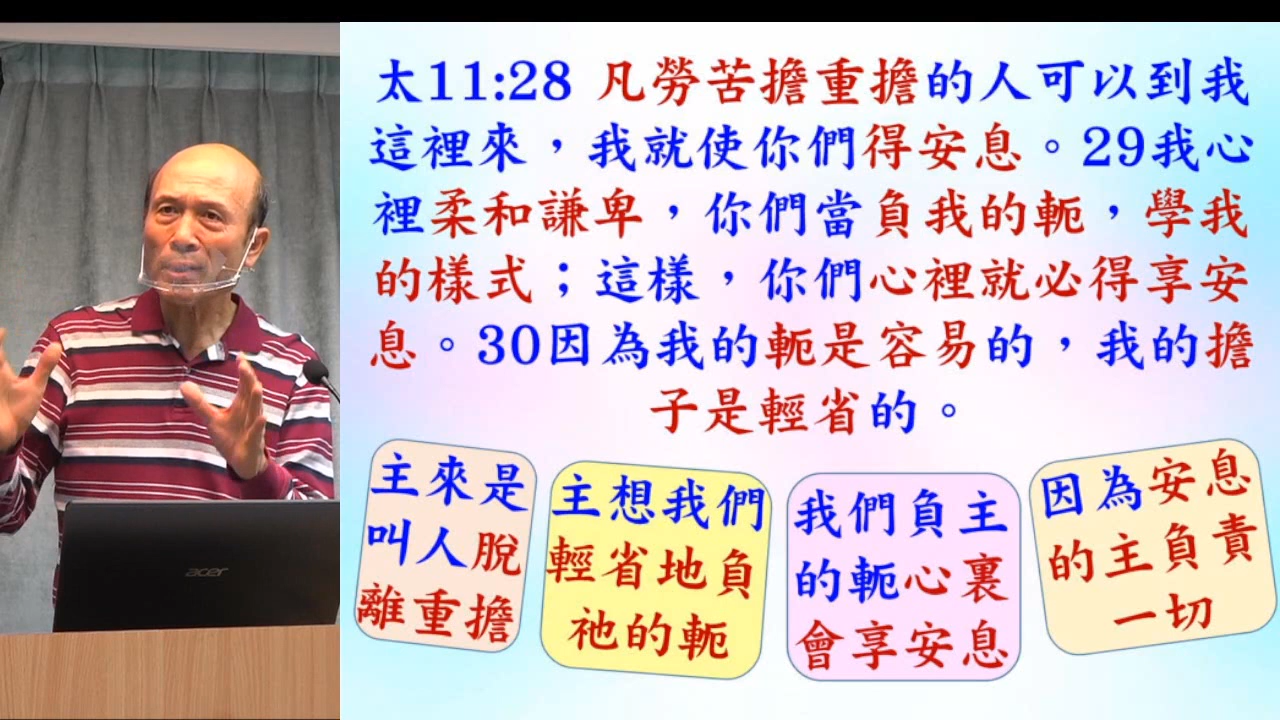 太11:28 凡勞苦擔重擔的人可以到我
這裡來，我就使你們得安息。29我心
裡柔和謙卑，你們當負我的軛，學我
的樣式；這樣，你們心裡就必得享安
息。30因為我的軛是容易的，我的擔
子是輕省的。
主來是
叫人脫
離重擔
主想我們
輕省地負
祂的軛
我們負主
的軛心裏
會享安息
因為安息
的主負責
一切
acer